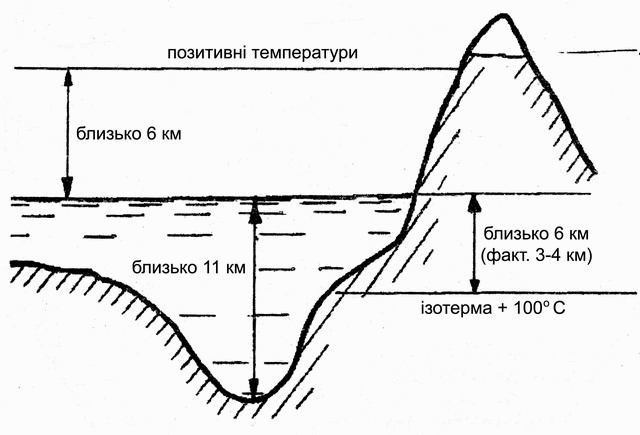 позитивні температури
близько 6 км
близько 11 км
близько 6 км
(факт. 3-4 км)
ізотерма + 100° С